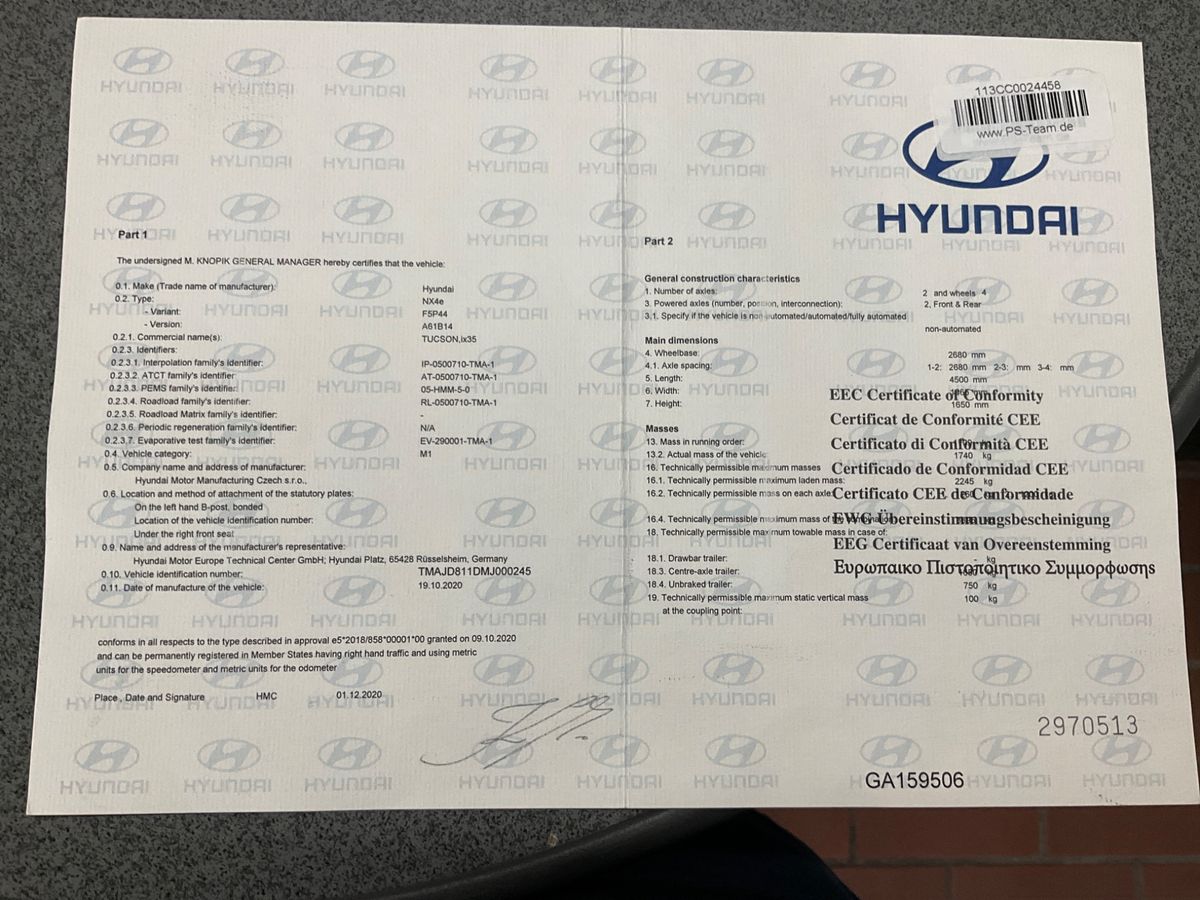 113CC0024458
www.PS-Team.de
HYUNDAI
Part 1
The undersigned M. KNOPIK GENERAL MANAGER hereby certifies that the vehicle:
0.1. Make (Trade name of manufacturer): Hyundai
0.2. Type: NX4e
- Variant: F5P44
- Version: A61B14
0.2.1. Commercial name(s): TUCSON,ix35
0.2.3. Identifiers:
0.2.3.1. Interpolation family's identifier: IP-0500710-TMA-1
0.2.3.2. ATCT family's identifier: AT-0500710-TMA-1
0.2.3.3. PEMS family's identifier: 05-HMM-5-0
0.2.3.4. Roadload family's identifier: RL-0500710-TMA-1
0.2.3.5. Roadload Matrix family's identifier: -
0.2.3.6. Periodic regeneration family's identifier: N/A
0.2.3.7. Evaporative test family's identifier: EV-290001-TMA-1
0.4. Vehicle category: M1
0.5. Company name and address of manufacturer:
Hyundai Motor Manufacturing Czech s.r.o.,
0.6. Location and method of attachment of the statutory plates:
On the left hand B-post, bonded
Location of the vehicle identification number:
Under the right front seat
0.9. Name and address of the manufacturer's representative:
Hyundai Motor Europe Technical Center GmbH; Hyundai Platz, 65428 Rüsselsheim, Germany
0.10. Vehicle identification number: TMAJD811DMJ000245
0.11. Date of manufacture of the vehicle: 19.10.2020
conforms in all respects to the type described in approval e5*2018/858*00001*00 granted on 09.10.2020
and can be permanently registered in Member States having right hand traffic and using metric
units for the speedometer and metric units for the odometer
Place , Date and Signature HMC 01.12.2020
Part 2
General construction characteristics
1. Number of axles: 2 and wheels 4
3. Powered axles (number, position, interconnection): 2, Front & Rear
3.1. Specify if the vehicle is non automated/automated/fully automated
non-automated
Main dimensions
4. Wheelbase: 2680 mm
4.1. Axle spacing: 1-2: 2680 mm 2-3: mm 3-4: mm
5. Length: 4500 mm
6. Width:
7. Height: 1650 mm
Masses
13. Mass in running order:
13.2. Actual mass of the vehicle: 1740 kg
16. Technically permissible maximum masses
16.1. Technically permissible maximum laden mass: 2245 kg
16.2. Technically permissible mass on each axle
16.4. Technically permissible maximum mass of the
18. Technically permissible maximum towable mass in case of:
18.1. Drawbar trailer: - kg
18.3. Centre-axle trailer:
18.4. Unbraked trailer: 750 kg
19. Technically permissible maximum static vertical mass 100 kg
at the coupling point:
EEC Certificate of Conformity
Certificat de Conformité CEE
Certificato di Conformità CEE
Certificado de Conformidad CEE
Certificato CEE de Conformidade
EWG Übereinstimmungsbescheinigung
EEG Certificaat van Overeenstemming
Ευρωπαικο Πιστοποιητικο Συμμορφωσης
2970513
GA159506